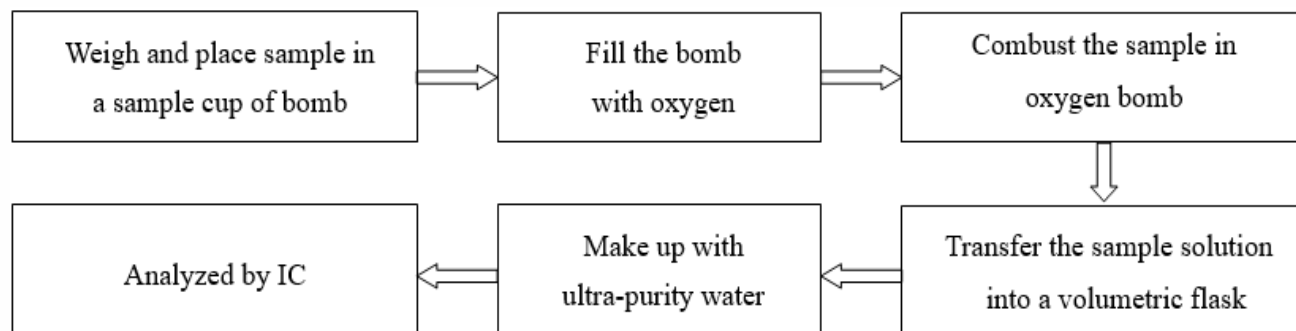 Weigh and place sample in
a sample cup of bomb
Fill the bomb
with oxygen
Combust the sample in
oxygen bomb
Transfer the sample solution
into a volumetric flask
Make up with
ultra-purity water
Analyzed by IC